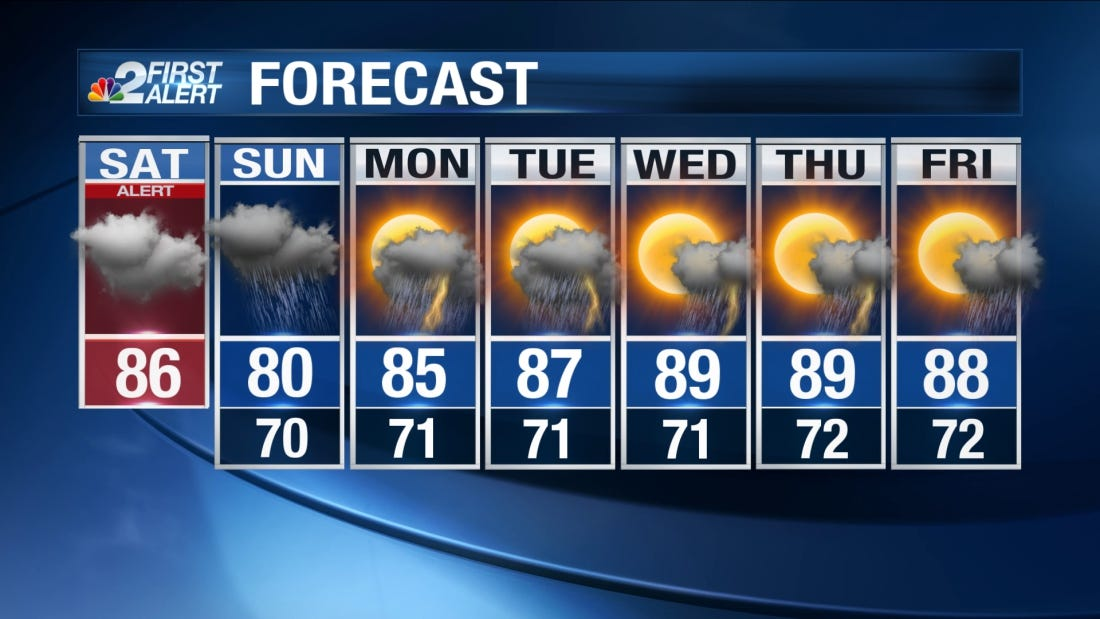 2 FIRST ALERT
FORECAST
SAT
ALERT
86
SUN
80
70
MON
85
71
TUE
87
71
WED
89
71
THU
89
72
FRI
88
72